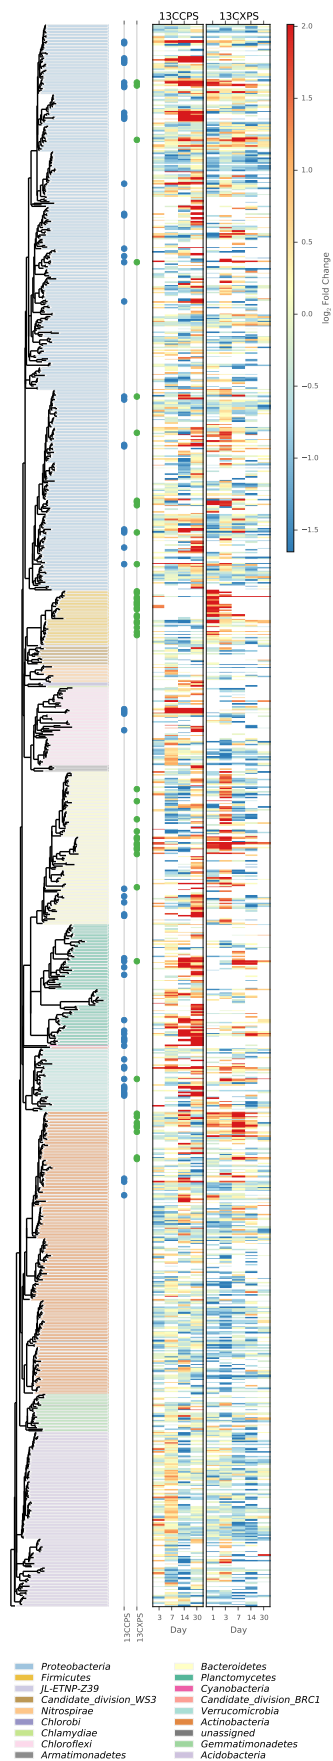 13CCPS 13CXPS
2.0
1.5
1.0
0.5
0.0
−0.5
−1.0
−1.5
log₂ Fold Change
13CCPS
13CXPS
3 7 14 30
1 3 7 14 30
Day
Day
Proteobacteria
Firmicutes
JL-ETNP-Z39
Candidate_division_WS3
Nitrospirae
Chlorobi
Chlamydiae
Chloroflexi
Armatimonadetes
Bacteroidetes
Planctomycetes
Cyanobacteria
Candidate_division_BRC1
Verrucomicrobia
Actinobacteria
unassigned
Gemmatimonadetes
Acidobacteria